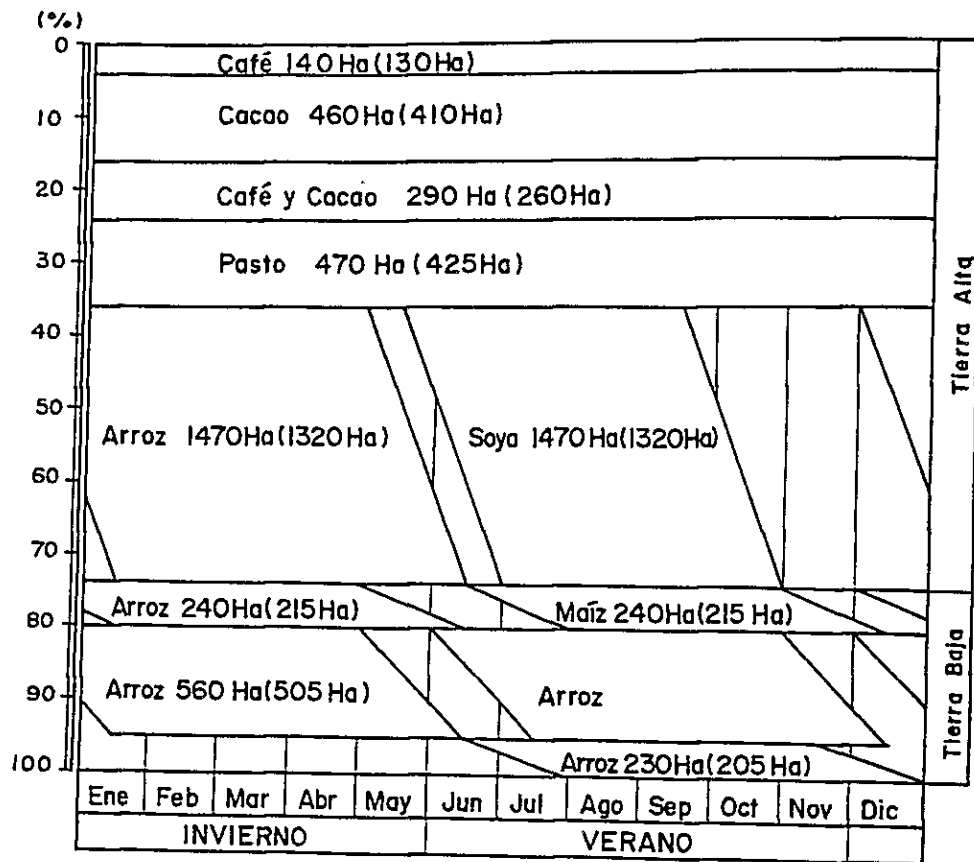 (%)
0
Café 140 Ha (130 Ha)
10
Cacao 460 Ha (410 Ha)
20
Café y Cacao 290 Ha (260 Ha)
30
Pasto 470 Ha (425 Ha)
40
50
Arroz 1470 Ha (1320 Ha)
Soya 1470 Ha (1320 Ha)
60
70
Arroz 240 Ha (215 Ha)
Maíz 240 Ha (215 Ha)
80
90
Arroz 560 Ha (505 Ha)
Arroz
100
Arroz 230 Ha (205 Ha)
Tierra Alta
Tierra Baja
Ene Feb Mar Abr May Jun Jul Ago Sep Oct Nov Dic
INVIERNO VERANO